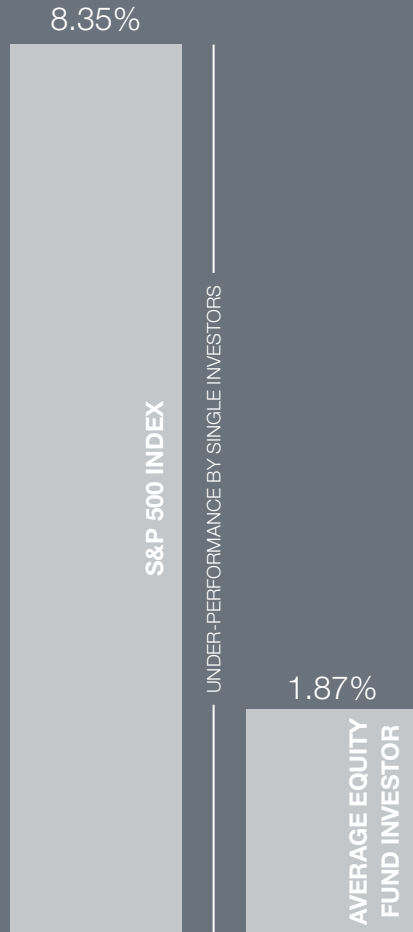 8.35%
S&P 500 INDEX
UNDER-PERFORMANCE BY SINGLE INVESTORS
1.87%
AVERAGE EQUITY
FUND INVESTOR